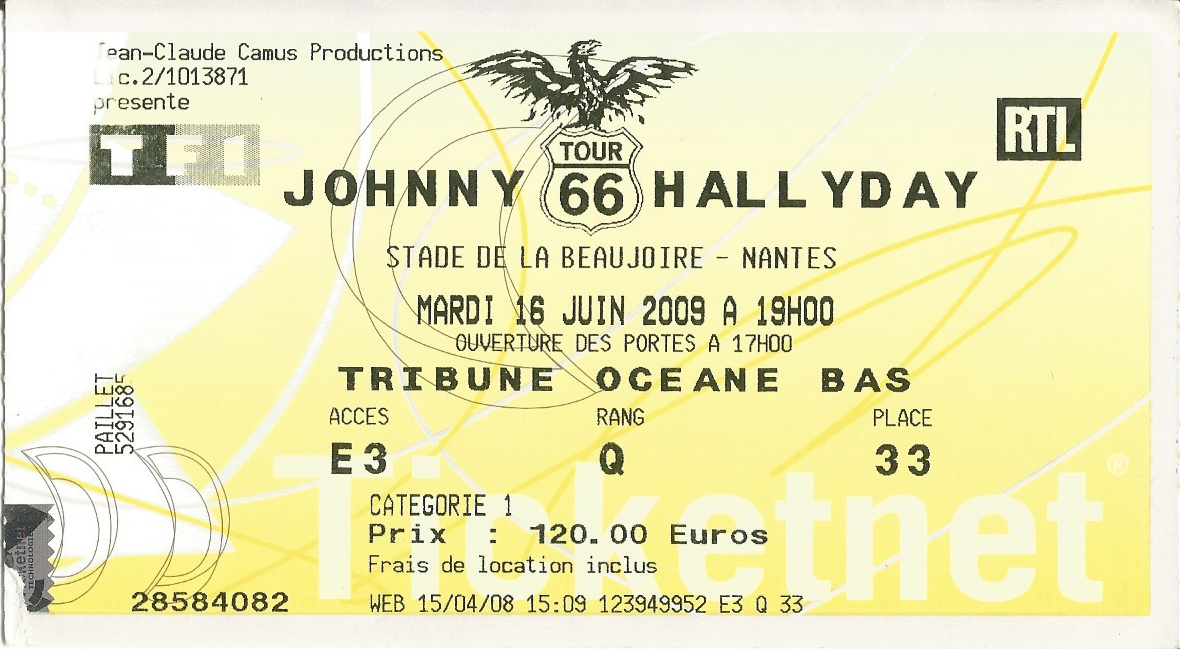 Jean-Claude Camus Productions
Lic.2/1013871
presente
TF1
RTL
TOUR
JOHNNY 66 HALLYDAY
STADE DE LA BEAUJOIRE - NANTES
MARDI 16 JUIN 2009 A 19H00
OUVERTURE DES PORTES A 17H00
TRIBUNE OCEANE BAS
ACCES RANG PLACE
E3 Q 33
CATEGORIE 1
Prix : 120.00 Euros
Frais de location inclus
WEB 15/04/08 15:09 123949952 E3 Q 33
28584082
PAILLET
5291685
Ticketnet®
ticketnet
TECHNOLOGIE